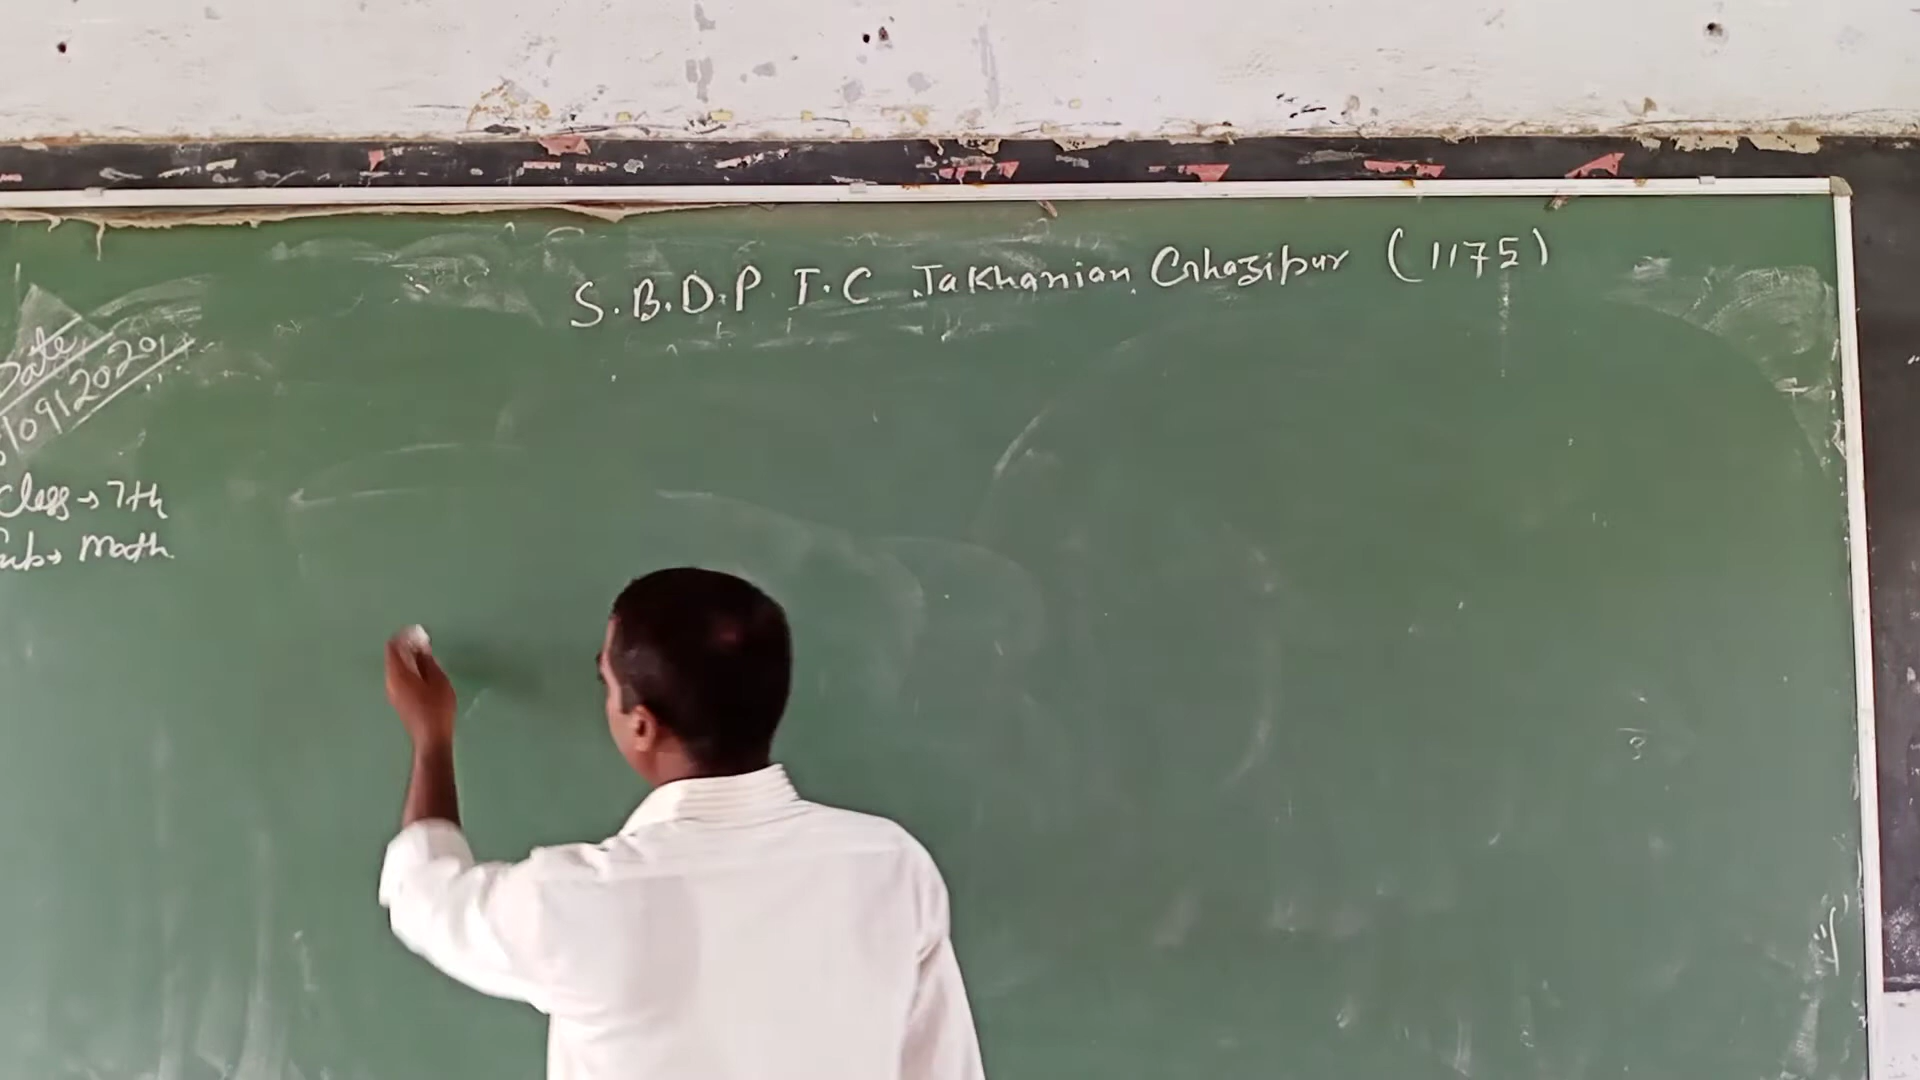 S.B.D.P. I.C. Jakhanian Ghazipur (1175)
Date
Class → 7th
Sub → Math